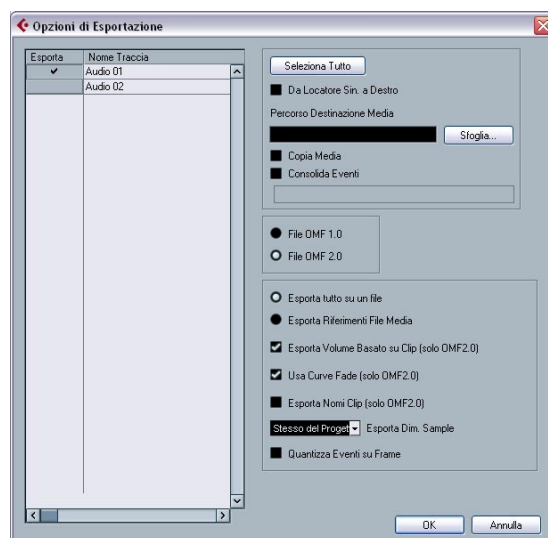 Opzioni di Esportazione
Esporta Nome Traccia
Audio 01
Audio 02
Seleziona Tutto
Da Locatore Sin. a Destro
Percorso Destinazione Media
Sfoglia...
Copia Media
Consolida Eventi
File OMF 1.0
File OMF 2.0
Esporta tutto su un file
Esporta Riferimenti File Media
Esporta Volume Basato su Clip (solo OMF2.0)
Usa Curve Fade (solo OMF2.0)
Esporta Nomi Clip (solo OMF2.0)
Stesso del Proget Esporta Dim. Sample
Quantizza Eventi su Frame
OK Annulla